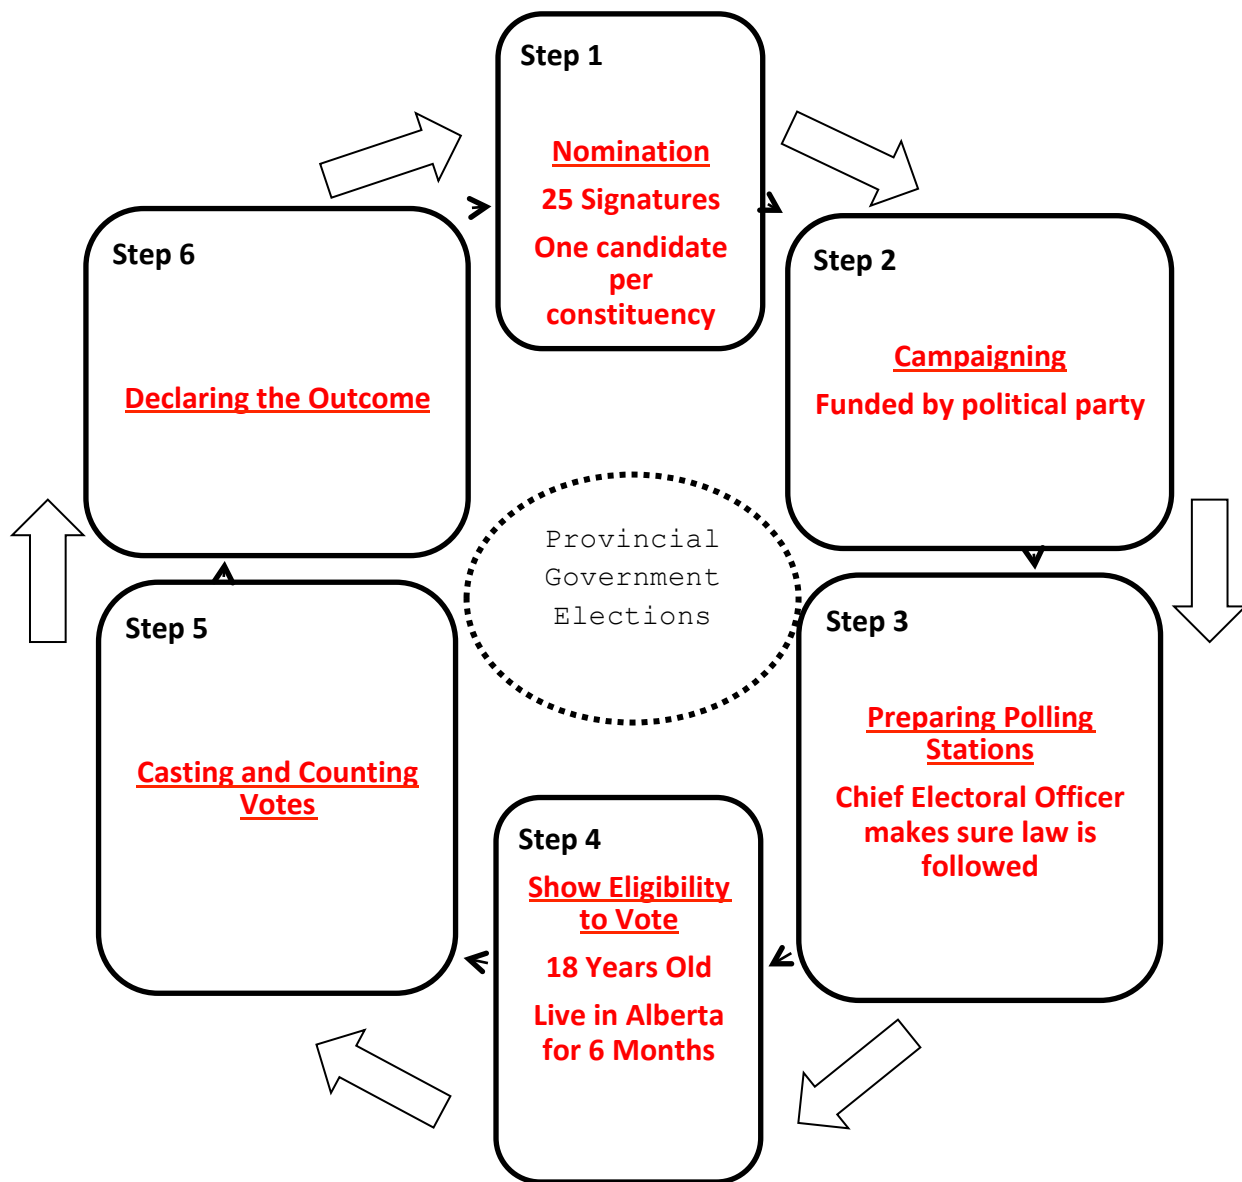 Step 1
Nomination
25 Signatures
One candidate
per
constituency
Step 2
Campaigning
Funded by political party
Step 3
Preparing Polling
Stations
Chief Electoral Officer
makes sure law is
followed
Step 4
Show Eligibility
to Vote
18 Years Old
Live in Alberta
for 6 Months
Step 5
Casting and Counting
Votes
Step 6
Declaring the Outcome
Provincial
Government
Elections